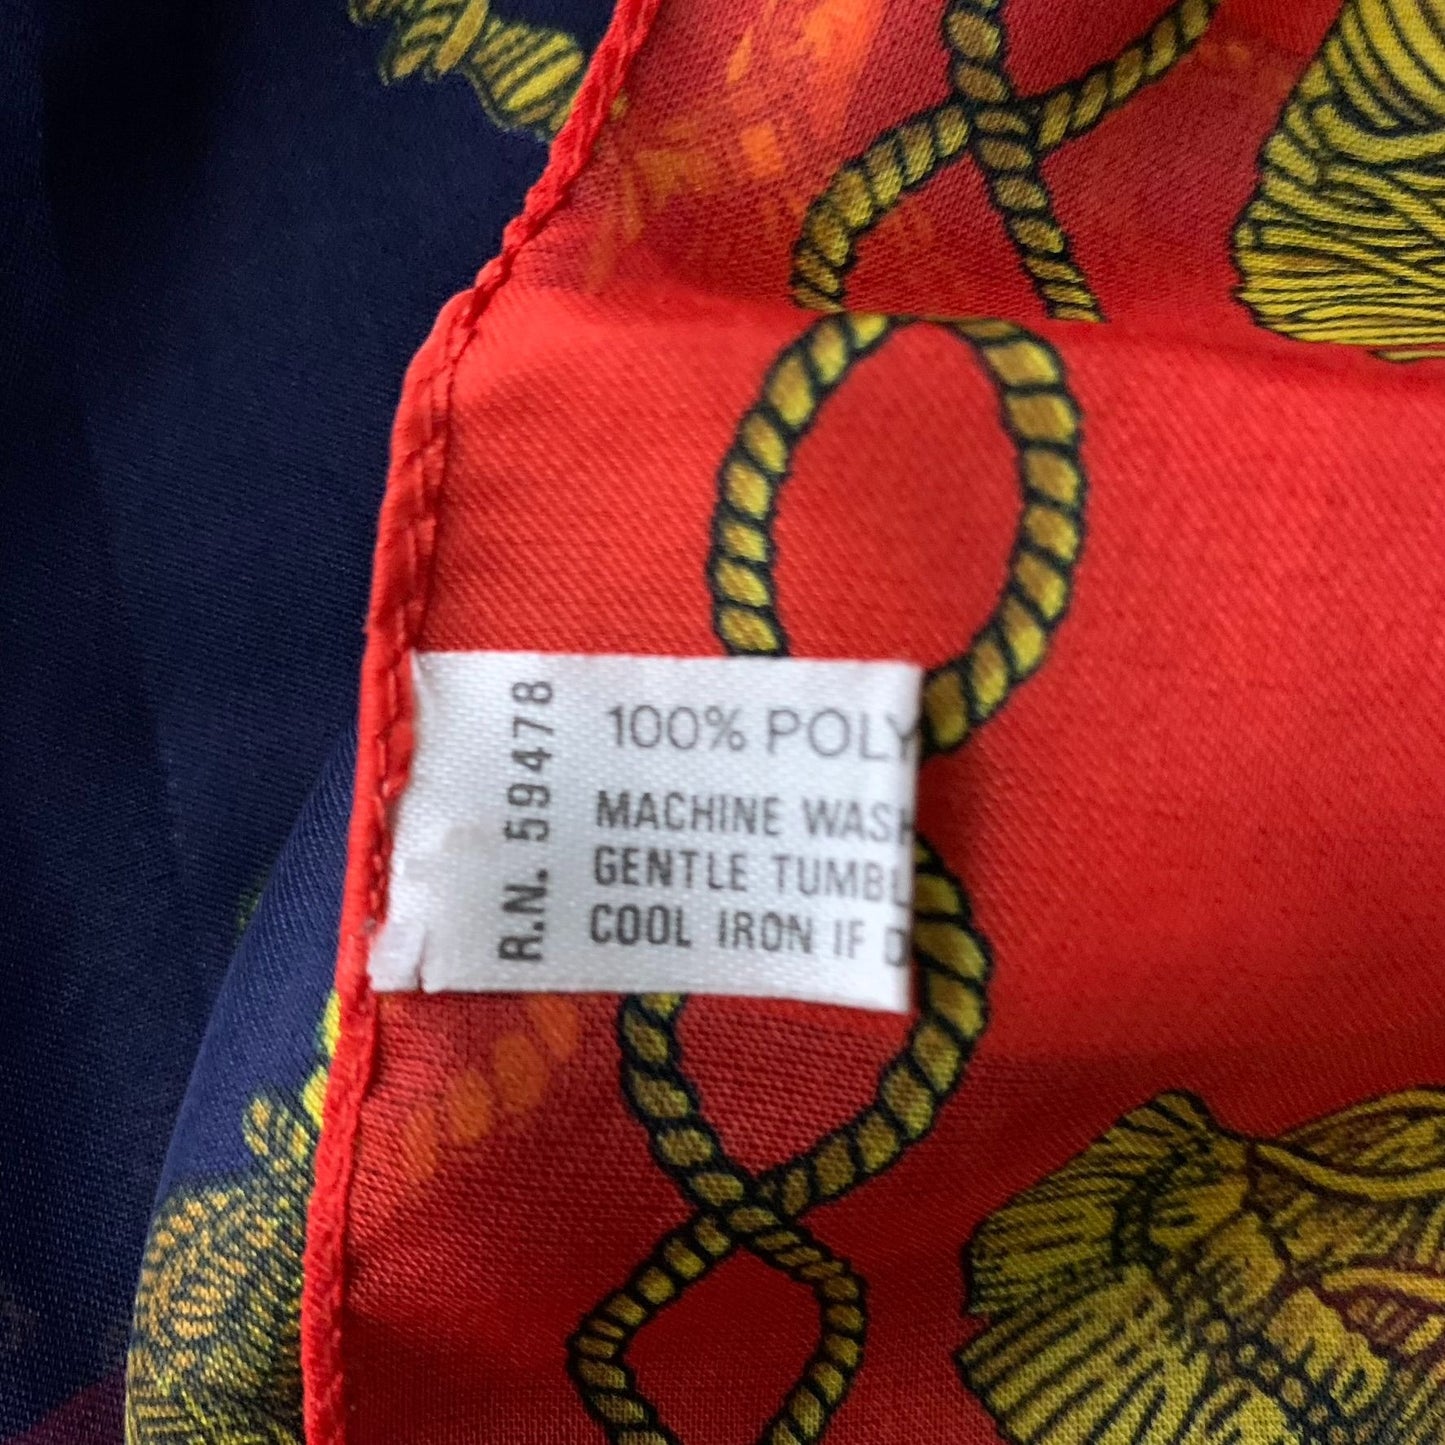 R.N. 59478
100% POLY
MACHINE WASH
GENTLE TUMBL
COOL IRON IF